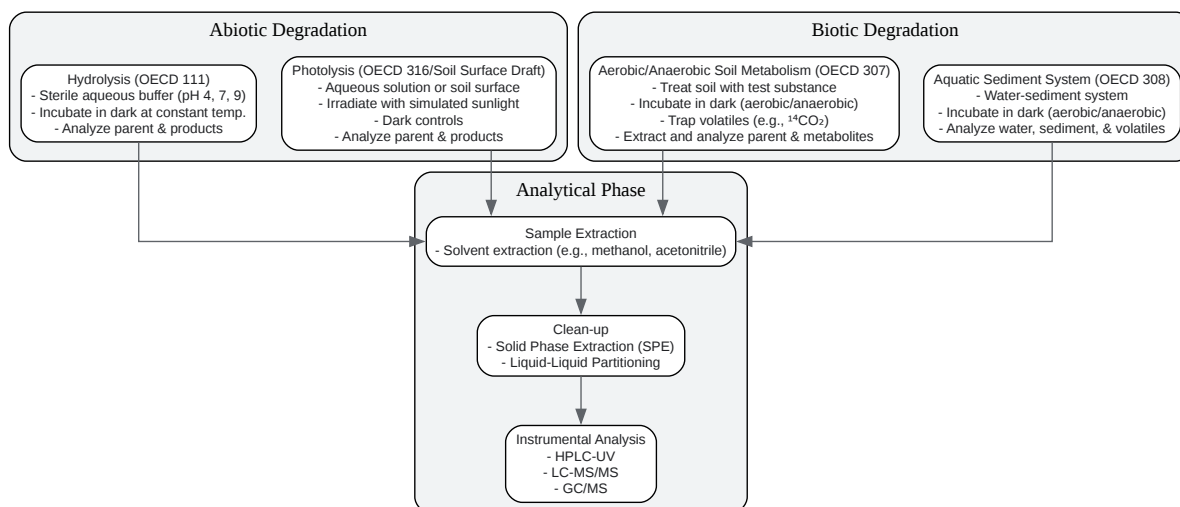 Abiotic Degradation
Hydrolysis (OECD 111)
- Sterile aqueous buffer (pH 4, 7, 9)
- Incubate in dark at constant temp.
- Analyze parent & products
Photolysis (OECD 316/Soil Surface Draft)
- Aqueous solution or soil surface
- Irradiate with simulated sunlight
- Dark controls
- Analyze parent & products
Biotic Degradation
Aerobic/Anaerobic Soil Metabolism (OECD 307)
- Treat soil with test substance
- Incubate in dark (aerobic/anaerobic)
- Trap volatiles (e.g., ¹⁴CO₂)
- Extract and analyze parent & metabolites
Aquatic Sediment System (OECD 308)
- Water-sediment system
- Incubate in dark (aerobic/anaerobic)
- Analyze water, sediment, & volatiles
Analytical Phase
Sample Extraction
- Solvent extraction (e.g., methanol, acetonitrile)
Clean-up
- Solid Phase Extraction (SPE)
- Liquid-Liquid Partitioning
Instrumental Analysis
- HPLC-UV
- LC-MS/MS
- GC/MS